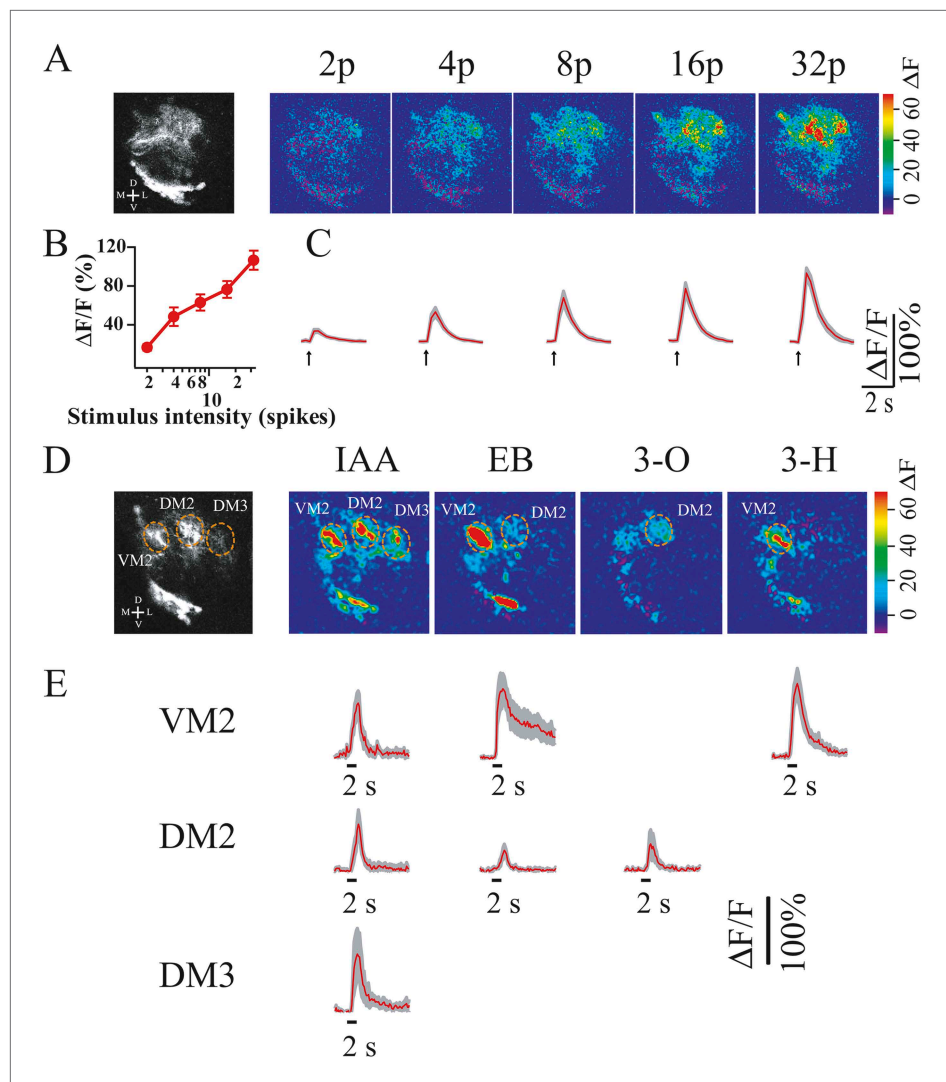 A
2p 4p 8p 16p 32p
ΔF
60
40
20
0
D
M L
V
B
C
120
80
40
ΔF/F (%)
2 4 6 8 2
10
Stimulus intensity (spikes)
ΔF/F
100%
2 s
D
IAA EB 3-O 3-H
ΔF
60
40
20
0
DM2 DM3
VM2
D
M L
V
VM2 DM2 DM3
VM2 DM2
DM2
VM2
E
VM2
2 s 2 s 2 s
DM2
2 s 2 s 2 s
ΔF/F
100%
DM3
2 s